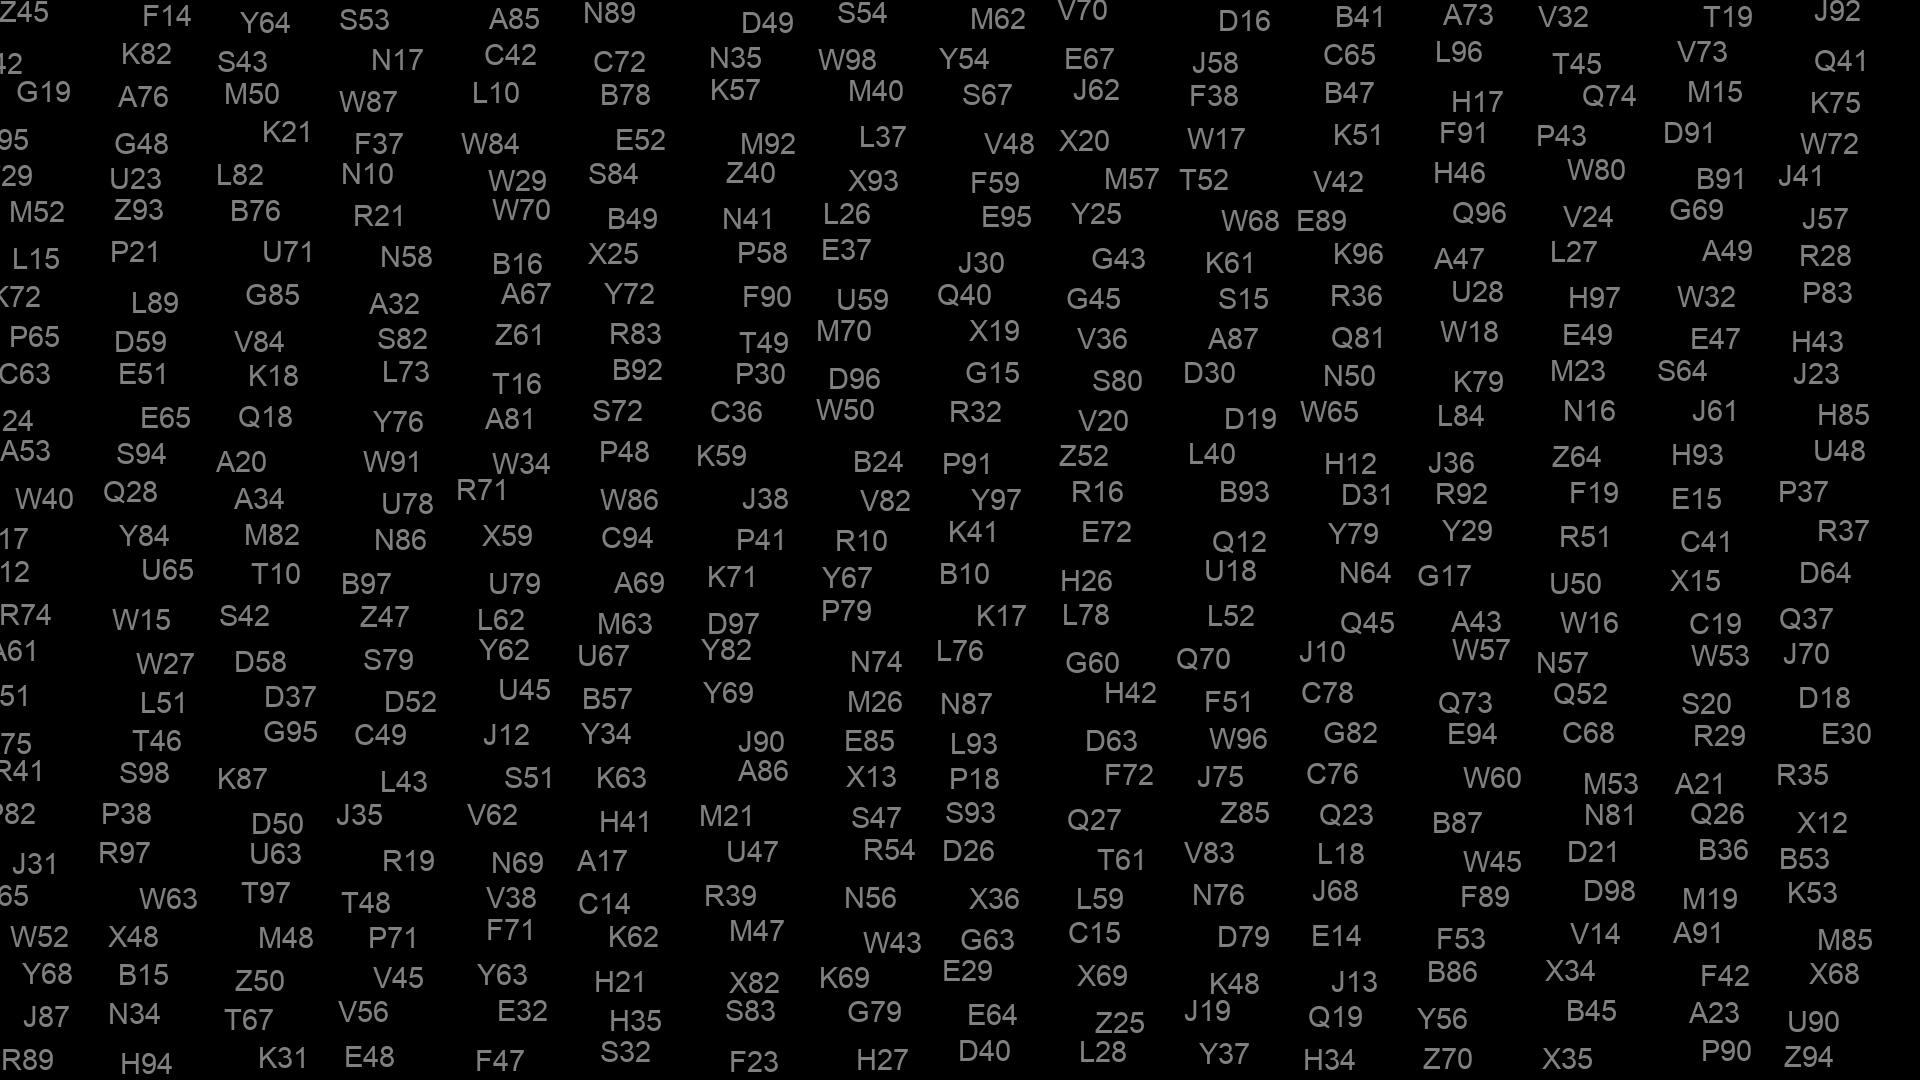 Z45 F14 Y64 S53 A85 N89 D49 S54 M62 V70 D16 B41 A73 V32 T19 J92
42 K82 S43 N17 C42 C72 N35 W98 Y54 E67 J58 C65 L96 T45 V73 Q41
G19 A76 M50 W87 L10 B78 K57 M40 S67 J62 F38 B47 H17 Q74 M15 K75
95 G48 K21 F37 W84 E52 M92 L37 V48 X20 W17 K51 F91 P43 D91 W72
29 U23 L82 N10 W29 S84 Z40 X93 F59 M57 T52 V42 H46 W80 B91 J41
M52 Z93 B76 R21 W70 B49 N41 L26 E95 Y25 W68 E89 Q96 V24 G69 J57
L15 P21 U71 N58 B16 X25 P58 E37 J30 G43 K61 K96 A47 L27 A49 R28
K72 L89 G85 A32 A67 Y72 F90 U59 Q40 G45 S15 R36 U28 H97 W32 P83
P65 D59 V84 S82 Z61 R83 T49 M70 X19 V36 A87 Q81 W18 E49 E47 H43
C63 E51 K18 L73 T16 B92 P30 D96 G15 S80 D30 N50 K79 M23 S64 J23
24 E65 Q18 Y76 A81 S72 C36 W50 R32 V20 D19 W65 L84 N16 J61 H85
A53 S94 A20 W91 W34 P48 K59 B24 P91 Z52 L40 H12 J36 Z64 H93 U48
W40 Q28 A34 U78 R71 W86 J38 V82 Y97 R16 B93 D31 R92 F19 E15 P37
17 Y84 M82 N86 X59 C94 P41 R10 K41 E72 Q12 Y79 Y29 R51 C41 R37
12 U65 T10 B97 U79 A69 K71 Y67 B10 H26 U18 N64 G17 U50 X15 D64
R74 W15 S42 Z47 L62 M63 D97 P79 K17 L78 L52 Q45 A43 W16 C19 Q37
A61 W27 D58 S79 Y62 U67 Y82 N74 L76 G60 Q70 J10 W57 N57 W53 J70
51 L51 D37 D52 U45 B57 Y69 M26 N87 H42 F51 C78 Q73 Q52 S20 D18
75 T46 G95 C49 J12 Y34 J90 E85 L93 D63 W96 G82 E94 C68 R29 E30
R41 S98 K87 L43 S51 K63 A86 X13 P18 F72 J75 C76 W60 M53 A21 R35
P82 P38 D50 J35 V62 H41 M21 S47 S93 Q27 Z85 Q23 B87 N81 Q26 X12
J31 R97 U63 R19 N69 A17 U47 R54 D26 T61 V83 L18 W45 D21 B36 B53
65 W63 T97 T48 V38 C14 R39 N56 X36 L59 N76 J68 F89 D98 M19 K53
W52 X48 M48 P71 F71 K62 M47 W43 G63 C15 D79 E14 F53 V14 A91 M85
Y68 B15 Z50 V45 Y63 H21 X82 K69 E29 X69 K48 J13 B86 X34 F42 X68
J87 N34 T67 V56 E32 H35 S83 G79 E64 Z25 J19 Q19 Y56 B45 A23 U90
R89 H94 K31 E48 F47 S32 F23 H27 D40 L28 Y37 H34 Z70 X35 P90 Z94